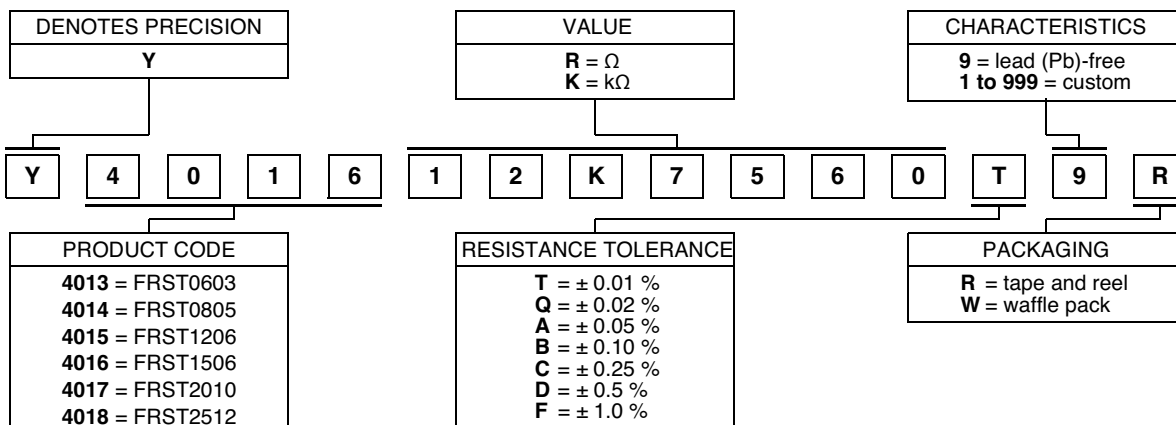 DENOTES PRECISION
Y
VALUE
R = Ω
K = kΩ
CHARACTERISTICS
9 = lead (Pb)-free
1 to 999 = custom
Y 4 0 1 6 1 2 K 7 5 6 0 T 9 R
PRODUCT CODE
4013 = FRST0603
4014 = FRST0805
4015 = FRST1206
4016 = FRST1506
4017 = FRST2010
4018 = FRST2512
RESISTANCE TOLERANCE
T = ± 0.01 %
Q = ± 0.02 %
A = ± 0.05 %
B = ± 0.10 %
C = ± 0.25 %
D = ± 0.5 %
F = ± 1.0 %
PACKAGING
R = tape and reel
W = waffle pack